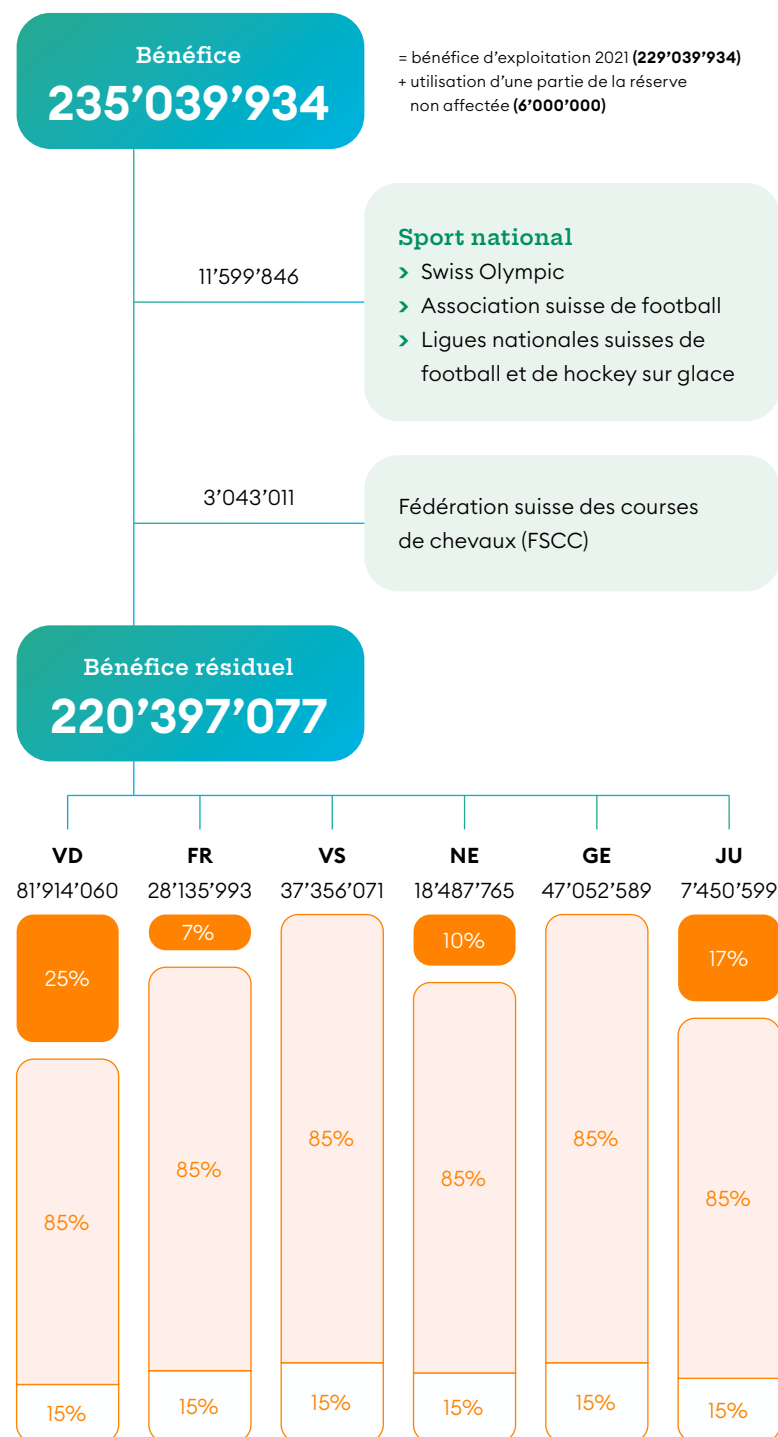 Bénéfice
235’039’934
= bénéfice d’exploitation 2021 (229’039’934)
+ utilisation d’une partie de la réserve
non affectée (6’000’000)
11’599’846
Sport national
› Swiss Olympic
› Association suisse de football
› Ligues nationales suisses de
football et de hockey sur glace
3’043’011
Fédération suisse des courses
de chevaux (FSCC)
Bénéfice résiduel
220’397’077
VD FR VS NE GE JU
81’914’060 28’135’993 37’356’071 18’487’765 47’052’589 7’450’599
25% 7% 10% 17%
85% 85% 85% 85% 85% 85%
15% 15% 15% 15% 15% 15%